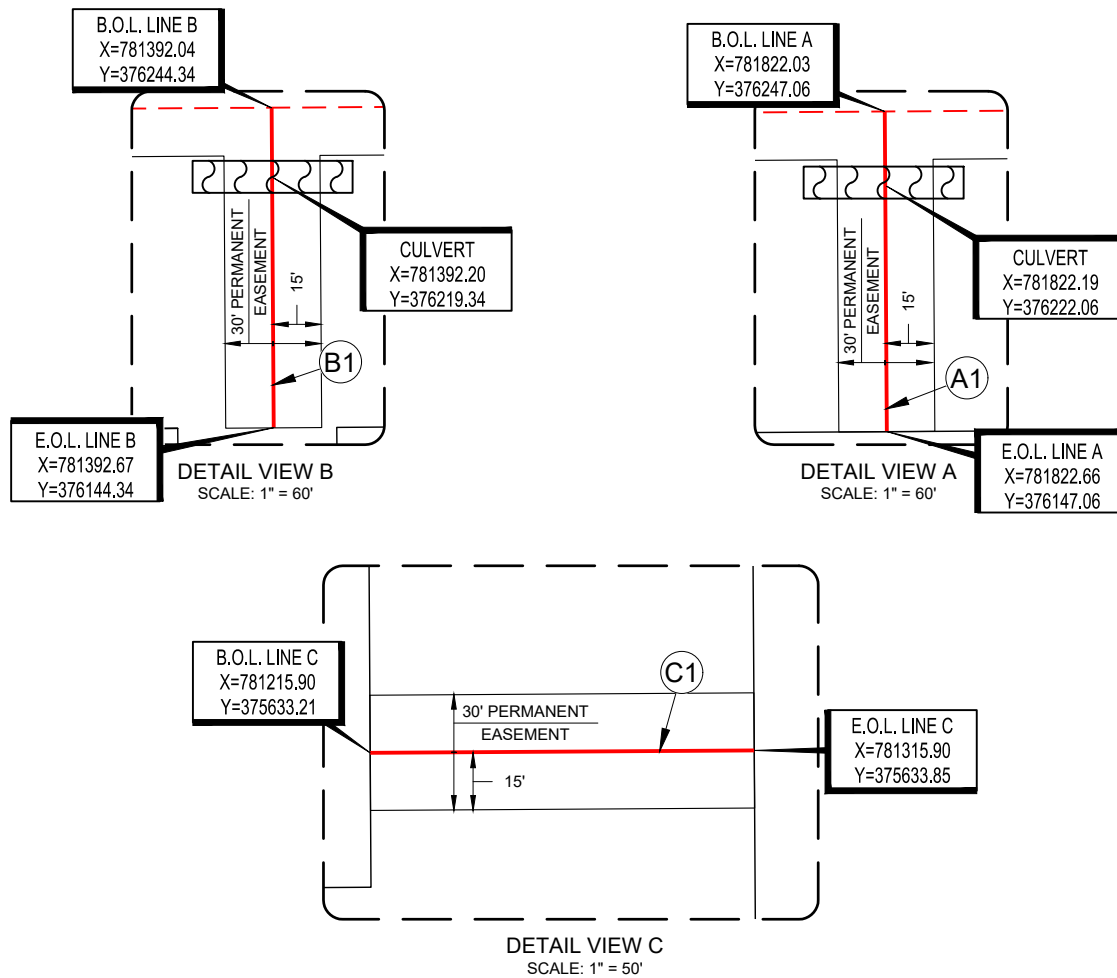 B.O.L. LINE B
X=781392.04
Y=376244.34
CULVERT
X=781392.20
Y=376219.34
30' PERMANENT
EASEMENT
15'
B1
E.O.L. LINE B
X=781392.67
Y=376144.34
DETAIL VIEW B
SCALE: 1" = 60'
B.O.L. LINE A
X=781822.03
Y=376247.06
CULVERT
X=781822.19
Y=376222.06
30' PERMANENT
EASEMENT
15'
A1
E.O.L. LINE A
X=781822.66
Y=376147.06
DETAIL VIEW A
SCALE: 1" = 60'
B.O.L. LINE C
X=781215.90
Y=375633.21
30' PERMANENT
EASEMENT
15'
C1
E.O.L. LINE C
X=781315.90
Y=375633.85
DETAIL VIEW C
SCALE: 1" = 50'